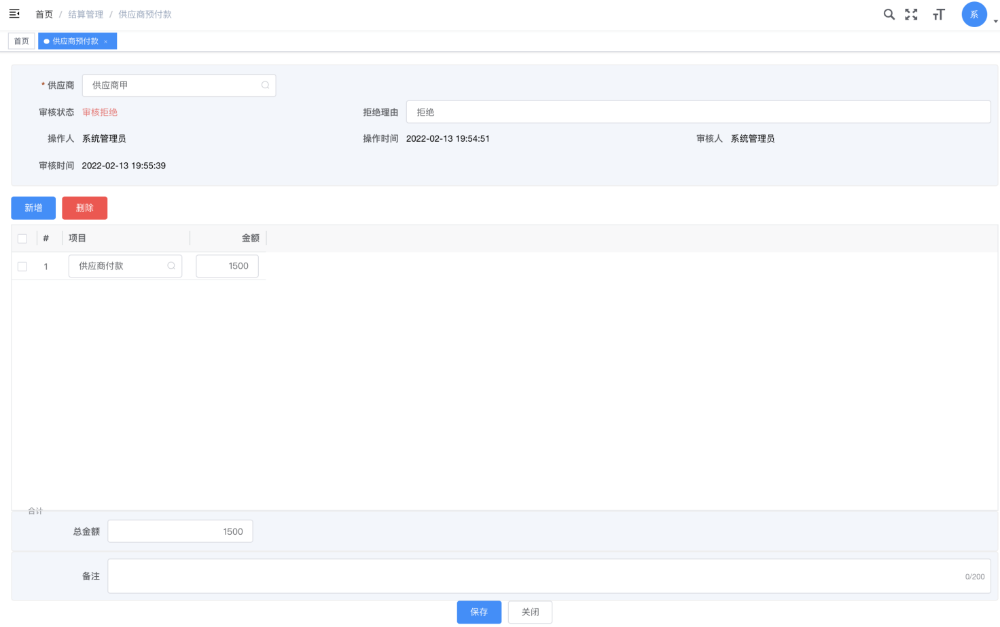 首页 / 结算管理 / 供应商预付款
系
首页 供应商预付款 ×
* 供应商 供应商甲
审核状态 审核拒绝 拒绝理由 拒绝
操作人 系统管理员 操作时间 2022-02-13 19:54:51 审核人 系统管理员
审核时间 2022-02-13 19:55:39
新增 删除
# 项目 金额
1 供应商付款 1500
合计
总金额 1500
备注 0/200
保存 关闭